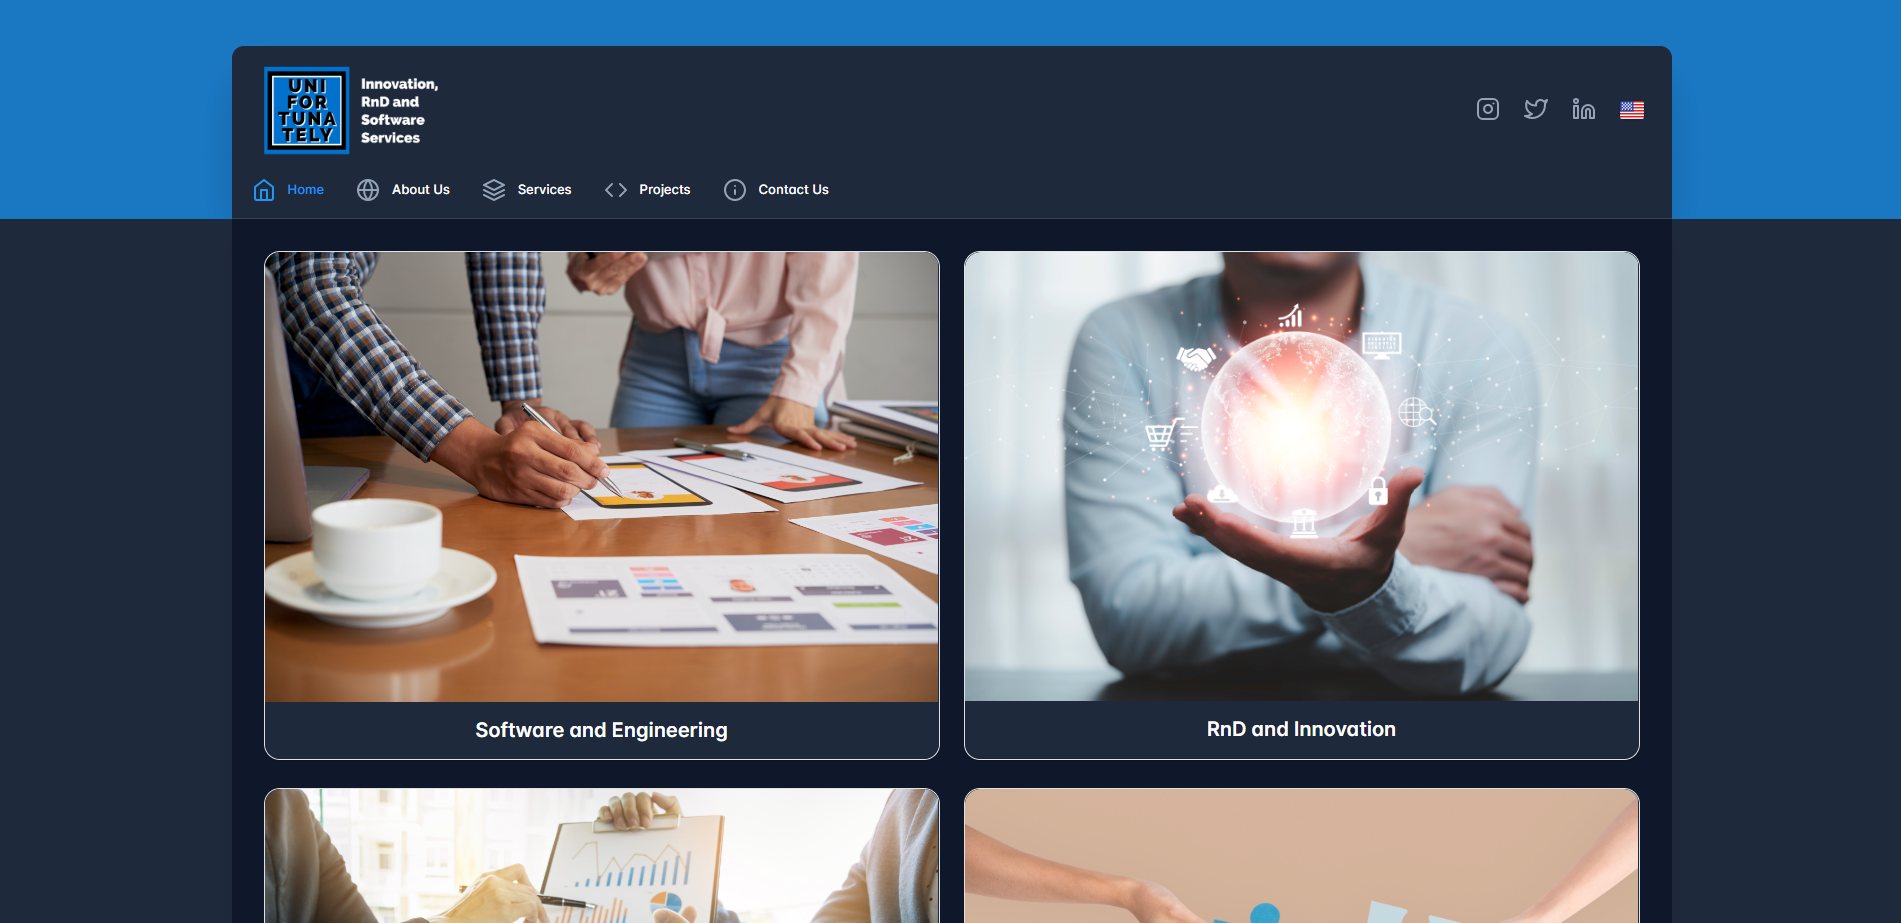 UNI
FOR
TUNA
TELY
Innovation,
RnD and
Software
Services
Home
About Us
Services
Projects
Contact Us
Software and Engineering
RnD and Innovation